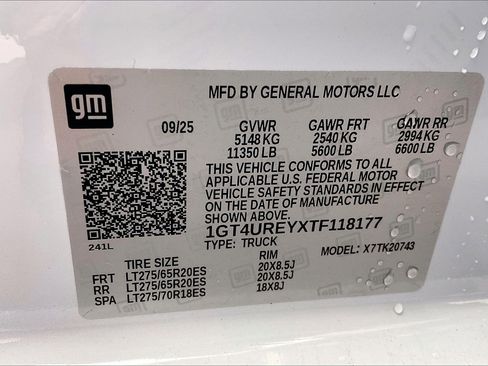 gm
MFD BY GENERAL MOTORS LLC
09/25 GVWR GAWR FRT GAWR RR
5148 KG 2540 KG 2994 KG
11350 LB 5600 LB 6600 LB
THIS VEHICLE CONFORMS TO ALL
APPLICABLE U.S. FEDERAL MOTOR
VEHICLE SAFETY STANDARDS IN EFFECT
ON THE DATE OF MANUFACTURE
SHOWN ABOVE.
1GT4UREYXTF118177
241L TYPE: TRUCK MODEL: X7TK20743
TIRE SIZE RIM
FRT LT275/65R20ES 20X8.5J
RR LT275/65R20ES 20X8.5J
SPA LT275/70R18ES 18X8J